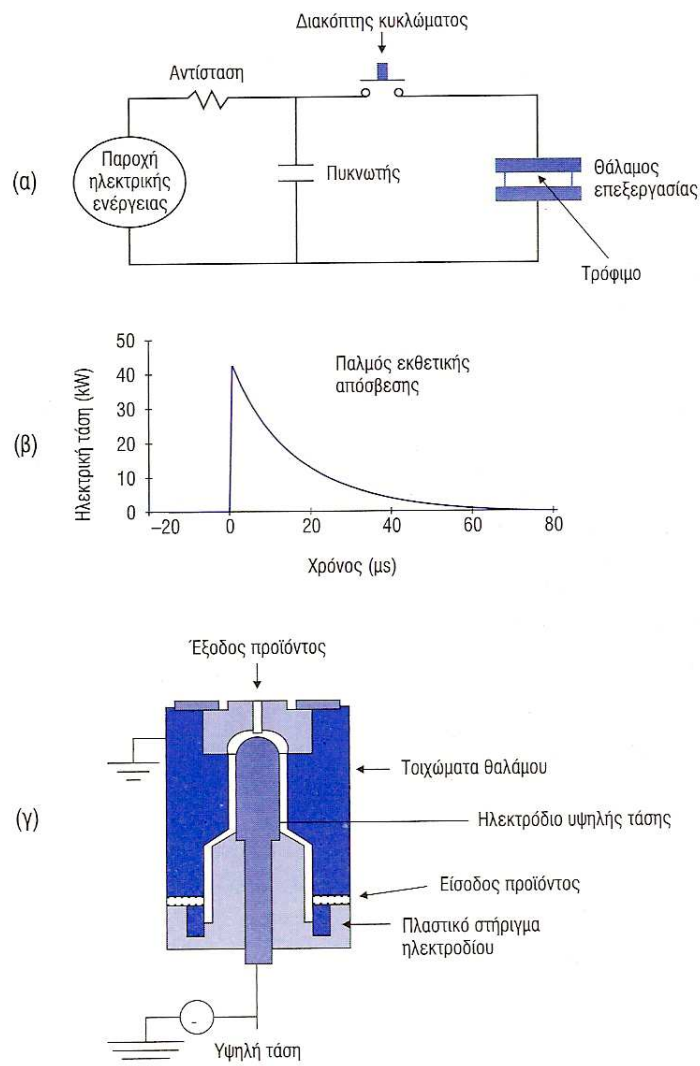 Διακόπτης κυκλώματος
Αντίσταση
(α)
Παροχή
ηλεκτρικής
ενέργειας
Πυκνωτής
Θάλαμος
επεξεργασίας
Τρόφιμο
(β)
Ηλεκτρική τάση (kW)
50
40
30
20
10
0
Παλμός εκθετικής
απόσβεσης
–20
0
20
40
60
80
Χρόνος (μs)
Έξοδος προϊόντος
(γ)
Τοιχώματα θαλάμου
Ηλεκτρόδιο υψηλής τάσης
Είσοδος προϊόντος
Πλαστικό στήριγμα
ηλεκτροδίου
-
Υψηλή τάση